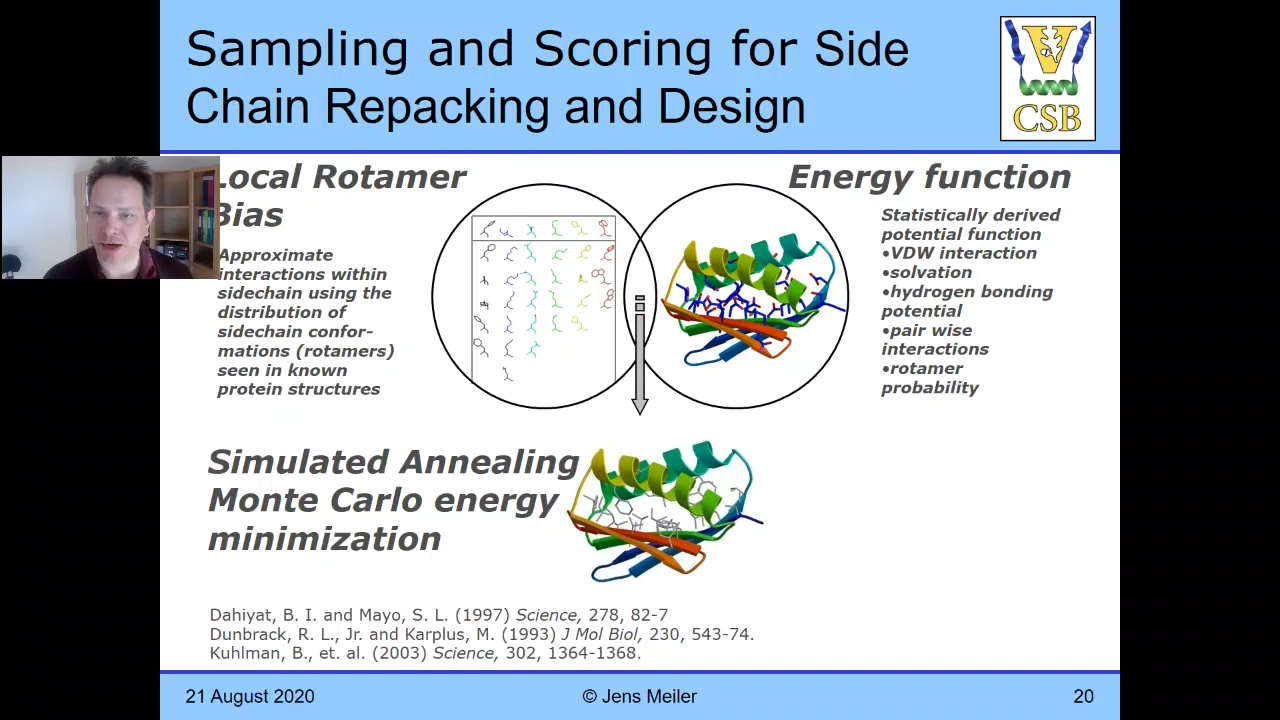 Sampling and Scoring for Side
Chain Repacking and Design
V
CSB
Local Rotamer
Bias
Approximate
interactions within
sidechain using the
distribution of
sidechain confor-
mations (rotamers)
seen in known
protein structures
Energy function
Statistically derived
potential function
•VDW interaction
•solvation
•hydrogen bonding
potential
•pair wise
interactions
•rotamer
probability
Simulated Annealing
Monte Carlo energy
minimization
Dahiyat, B. I. and Mayo, S. L. (1997) Science, 278, 82-7
Dunbrack, R. L., Jr. and Karplus, M. (1993) J Mol Biol, 230, 543-74.
Kuhlman, B., et. al. (2003) Science, 302, 1364-1368.
21 August 2020
© Jens Meiler
20